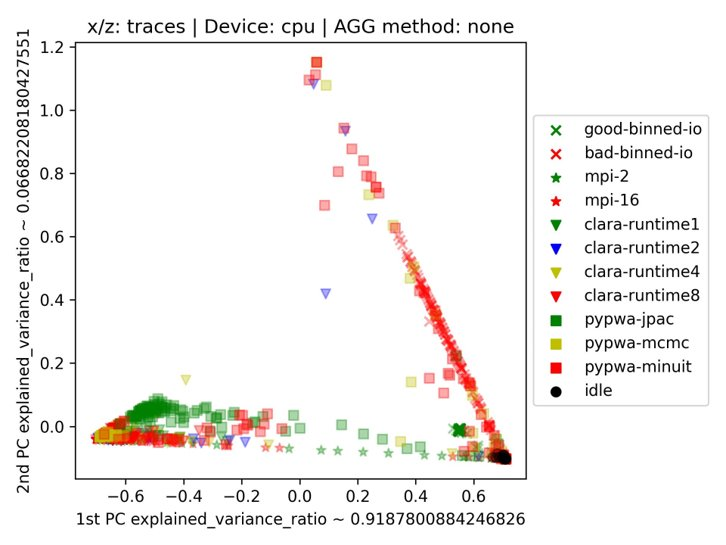 x/z: traces | Device: cpu | AGG method: none
2nd PC explained_variance_ratio ~ 0.06682208180427551
1.2
1.0
0.8
0.6
0.4
0.2
0.0
−0.6
−0.4
−0.2
0.0
0.2
0.4
0.6
1st PC explained_variance_ratio ~ 0.9187800884246826
good-binned-io
bad-binned-io
mpi-2
mpi-16
clara-runtime1
clara-runtime2
clara-runtime4
clara-runtime8
pypwa-jpac
pypwa-mcmc
pypwa-minuit
idle